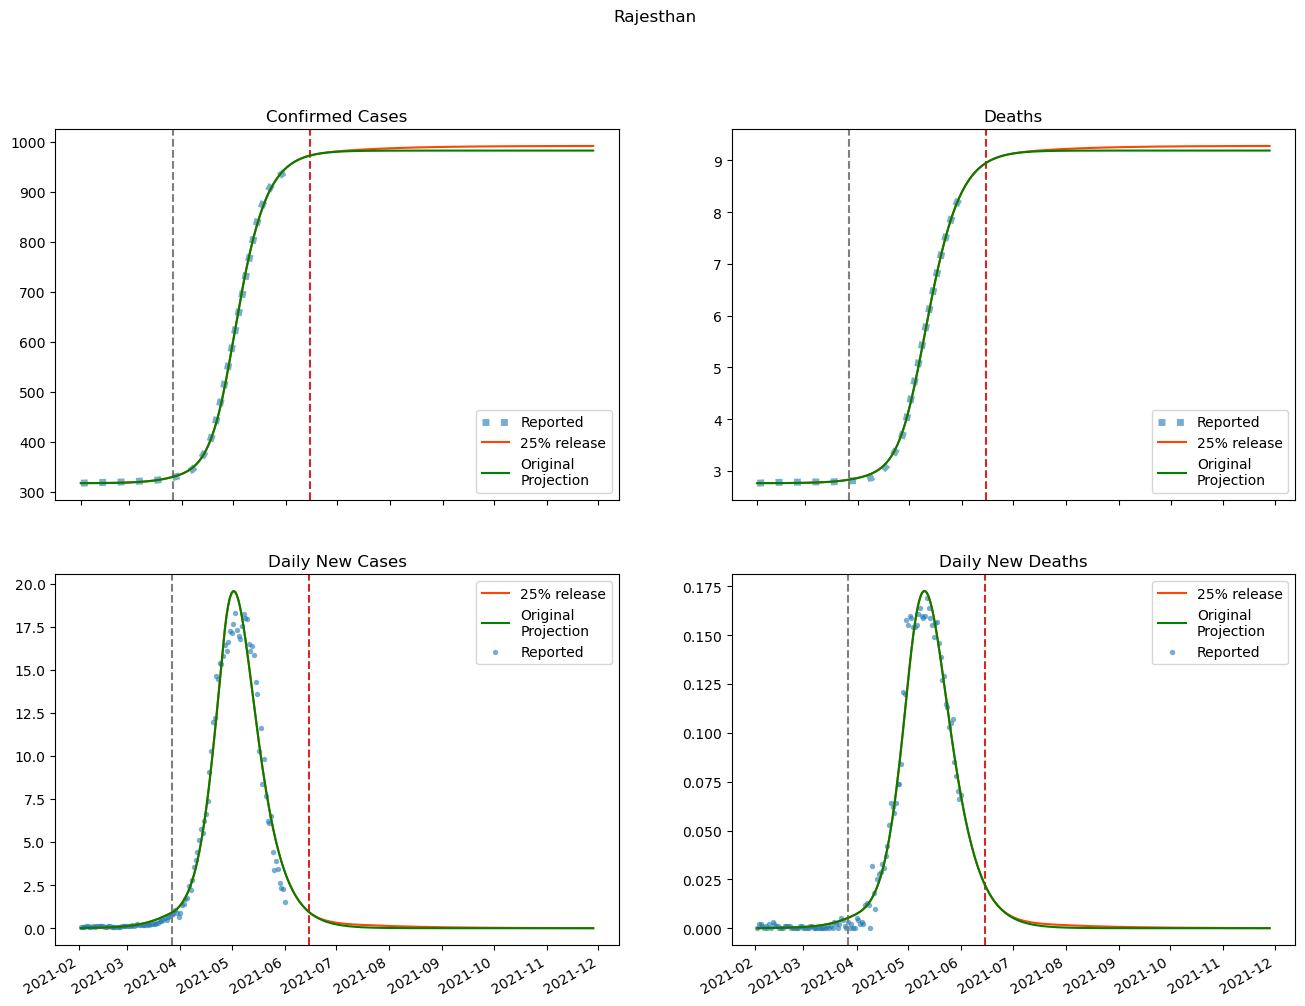 Rajesthan
Confirmed Cases
1000
900
800
700
600
500
400
300
Reported
25% release
Original
Projection
Deaths
9
8
7
6
5
4
3
Reported
25% release
Original
Projection
Daily New Cases
20.0
17.5
15.0
12.5
10.0
7.5
5.0
2.5
0.0
25% release
Original
Projection
Reported
2021-02
2021-03
2021-04
2021-05
2021-06
2021-07
2021-08
2021-09
2021-10
2021-11
2021-12
Daily New Deaths
0.175
0.150
0.125
0.100
0.075
0.050
0.025
0.000
25% release
Original
Projection
Reported
2021-02
2021-03
2021-04
2021-05
2021-06
2021-07
2021-08
2021-09
2021-10
2021-11
2021-12